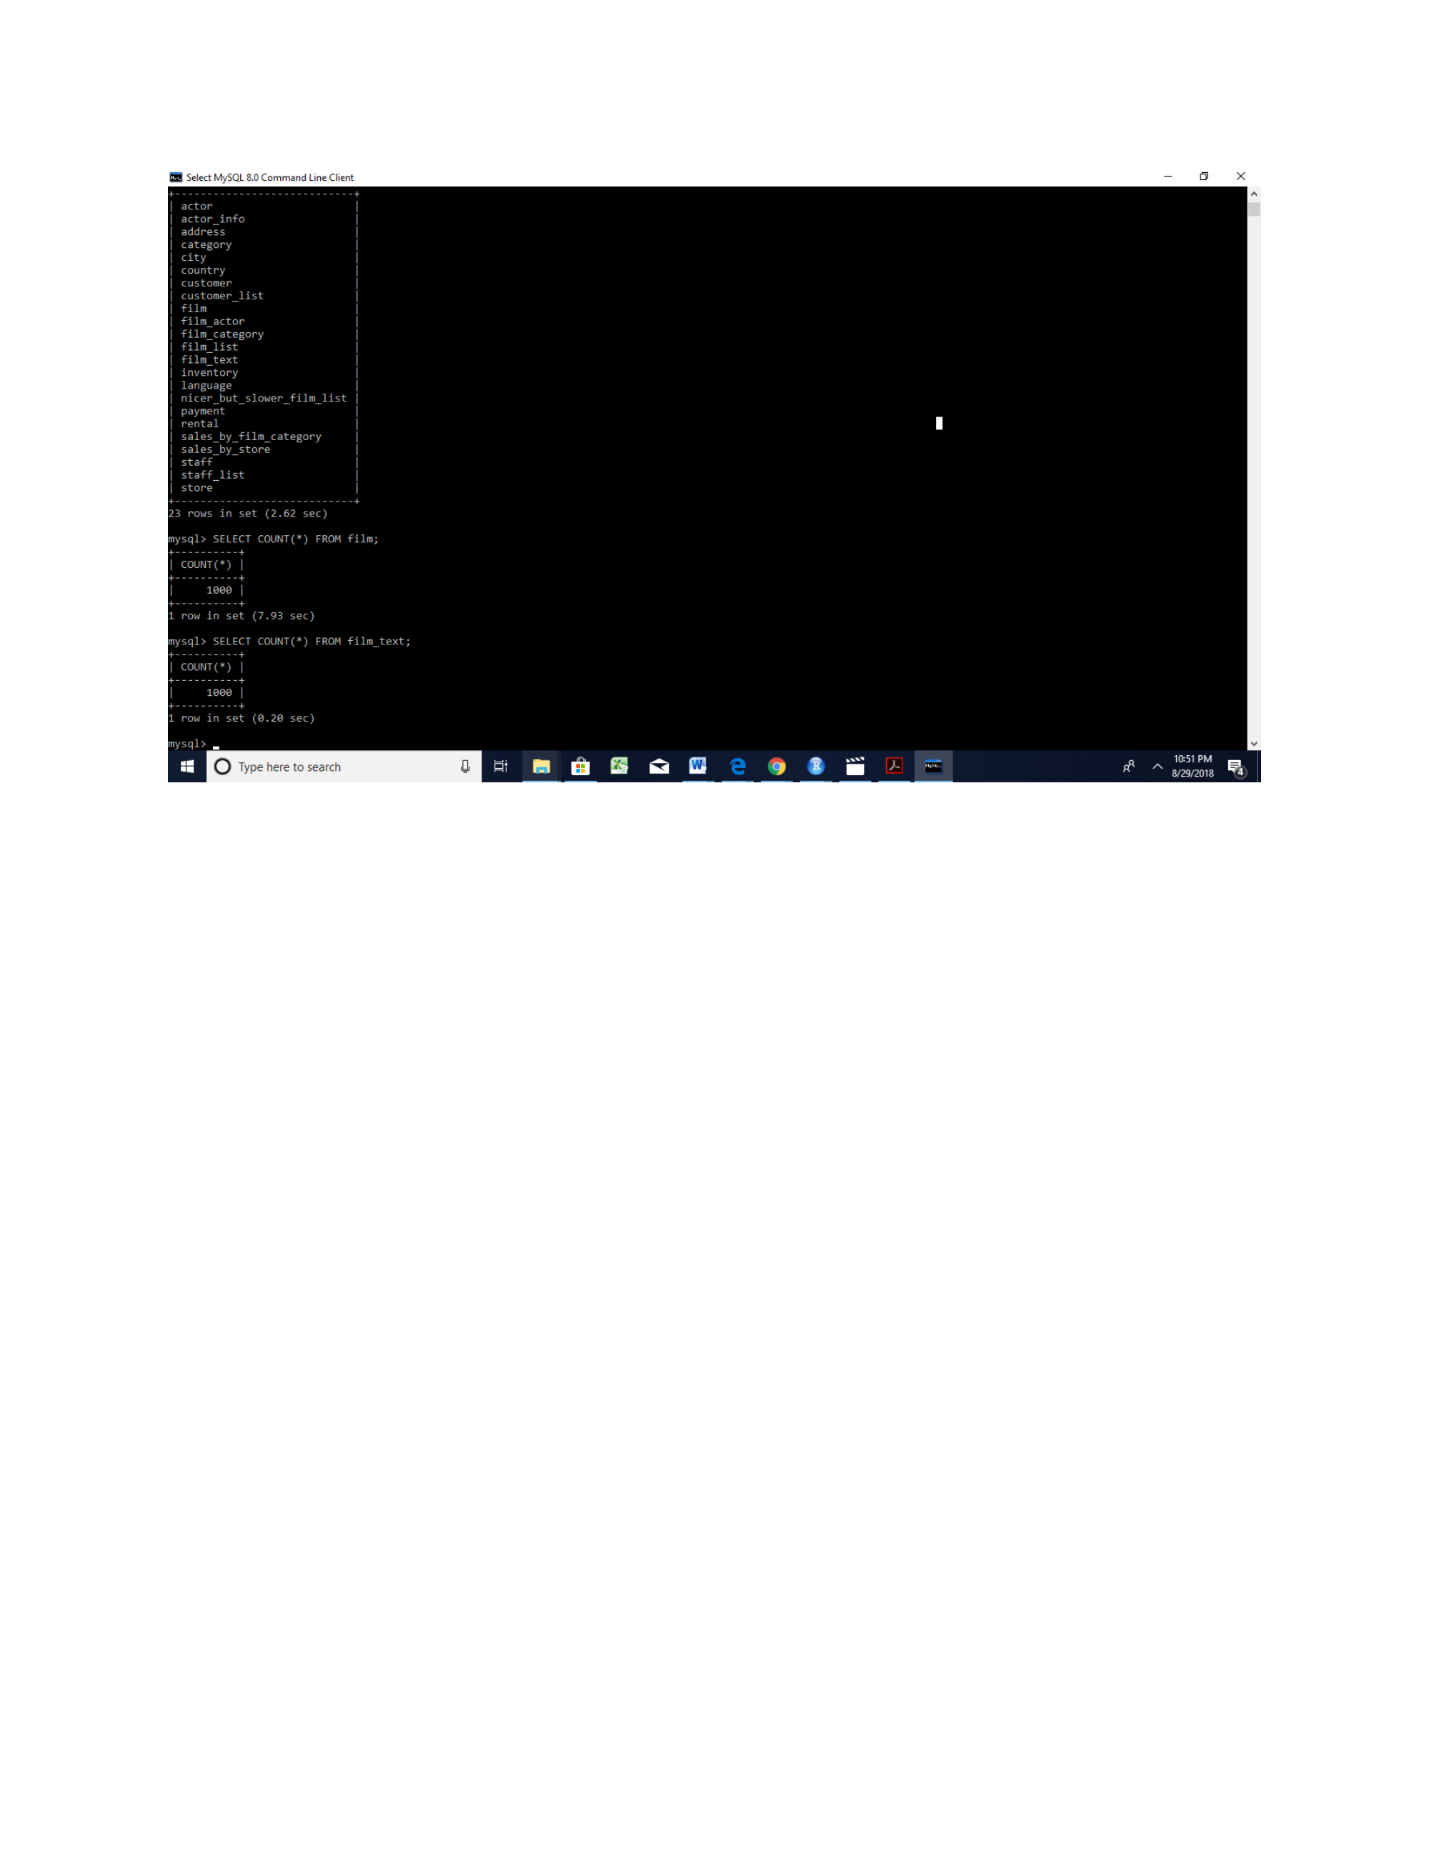 Select MySQL 8.0 Command Line Client
+----------------------------+
| actor                      |
| actor_info                 |
| address                    |
| category                   |
| city                       |
| country                    |
| customer                   |
| customer_list              |
| film                       |
| film_actor                 |
| film_category              |
| film_list                  |
| film_text                  |
| inventory                  |
| language                   |
| nicer_but_slower_film_list |
| payment                    |
| rental                     |
| sales_by_film_category     |
| sales_by_store             |
| staff                      |
| staff_list                 |
| store                      |
+----------------------------+
23 rows in set (2.62 sec)
mysql> SELECT COUNT(*) FROM film;
+----------+
| COUNT(*) |
+----------+
|     1000 |
+----------+
1 row in set (7.93 sec)
mysql> SELECT COUNT(*) FROM film_text;
+----------+
| COUNT(*) |
+----------+
|     1000 |
+----------+
1 row in set (0.20 sec)
mysql> _
Type here to search
10:51 PM
8/29/2018
4